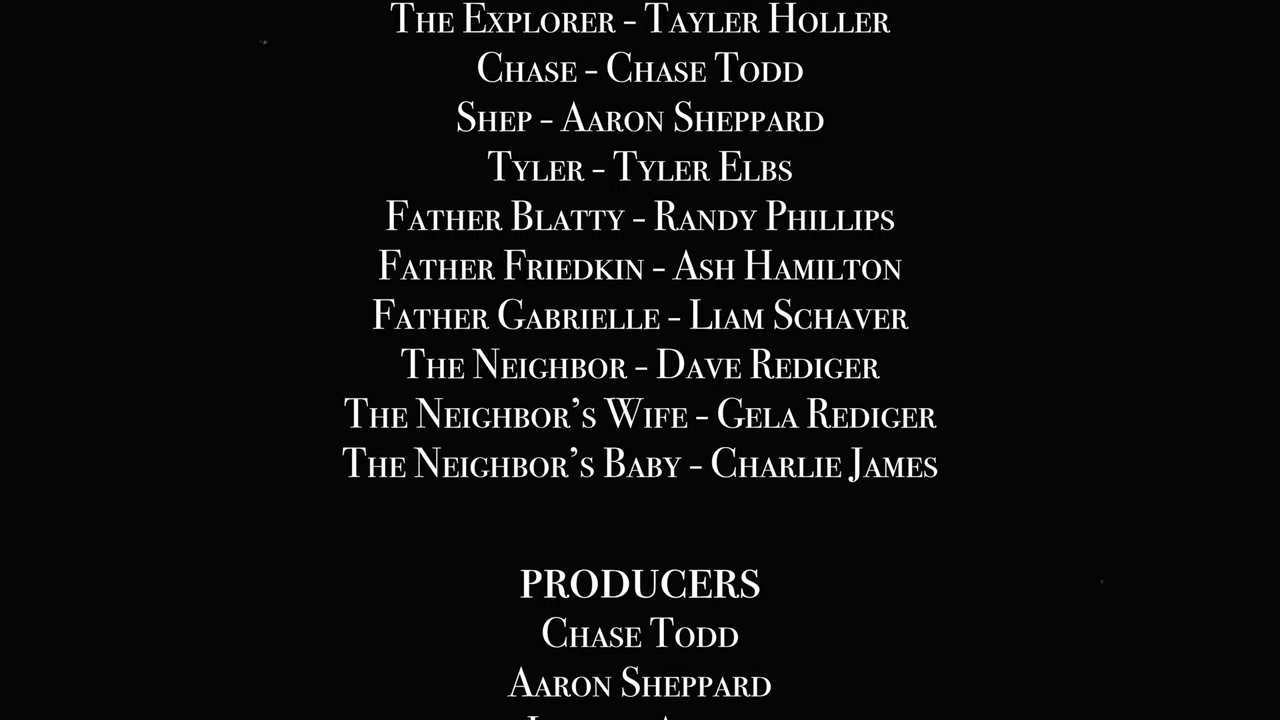 The Explorer - Tayler Holler
Chase - Chase Todd
Shep - Aaron Sheppard
Tyler - Tyler Elbs
Father Blatty - Randy Phillips
Father Friedkin - Ash Hamilton
Father Gabrielle - Liam Schaver
The Neighbor - Dave Rediger
The Neighbor’s Wife - Gela Rediger
The Neighbor’s Baby - Charlie James
PRODUCERS
Chase Todd
Aaron Sheppard